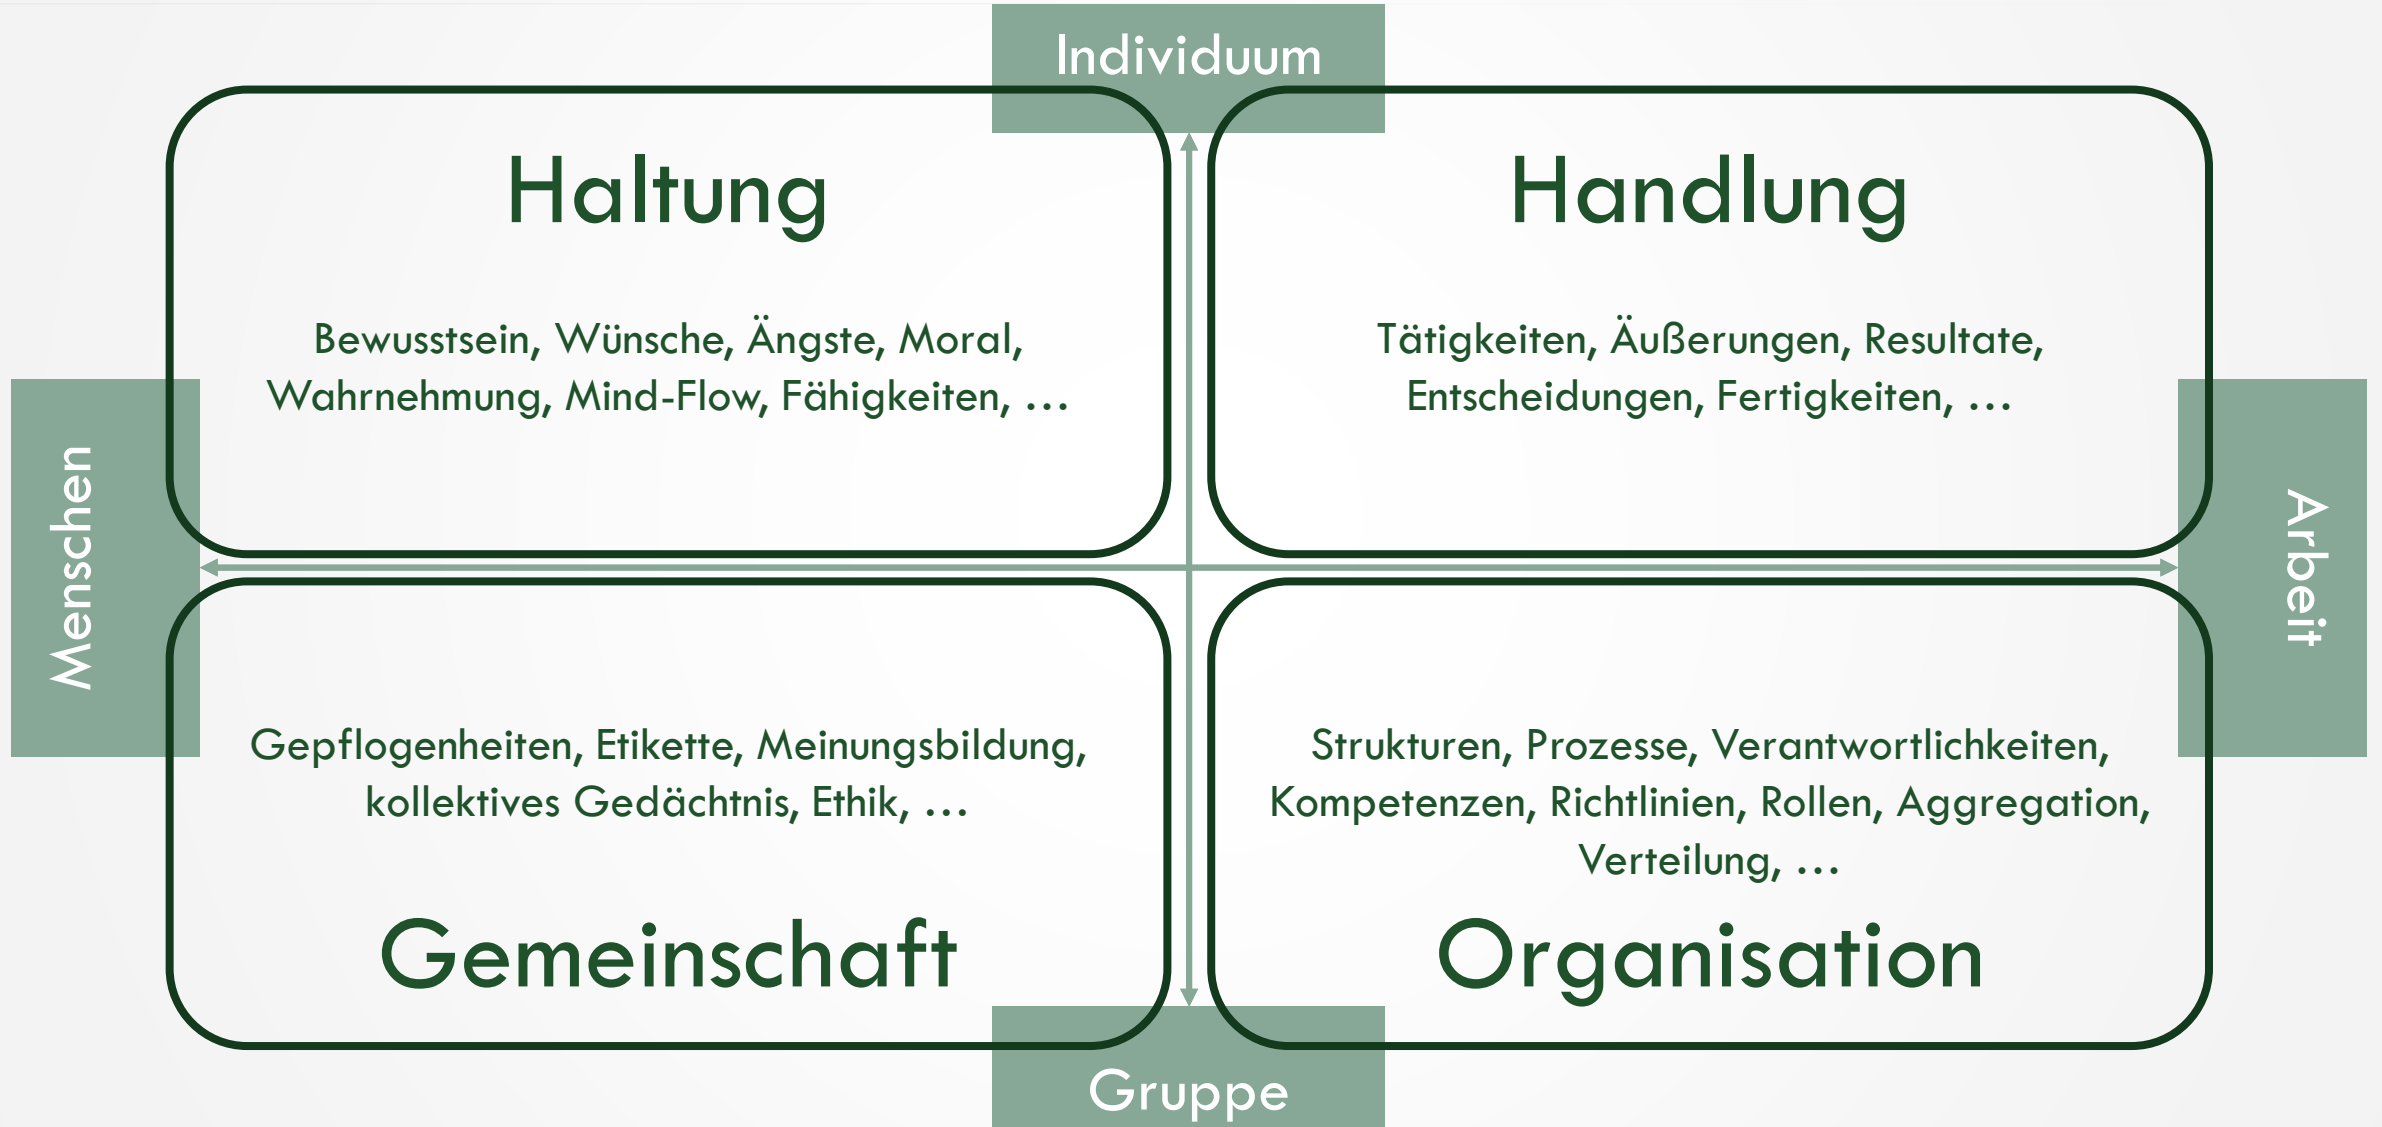 Individuum
Haltung
Bewusstsein, Wünsche, Ängste, Moral,
Wahrnehmung, Mind-Flow, Fähigkeiten, …
Handlung
Tätigkeiten, Äußerungen, Resultate,
Entscheidungen, Fertigkeiten, …
Menschen
Arbeit
Gepflogenheiten, Etikette, Meinungsbildung,
kollektives Gedächtnis, Ethik, …
Gemeinschaft
Strukturen, Prozesse, Verantwortlichkeiten,
Kompetenzen, Richtlinien, Rollen, Aggregation,
Verteilung, …
Organisation
Gruppe